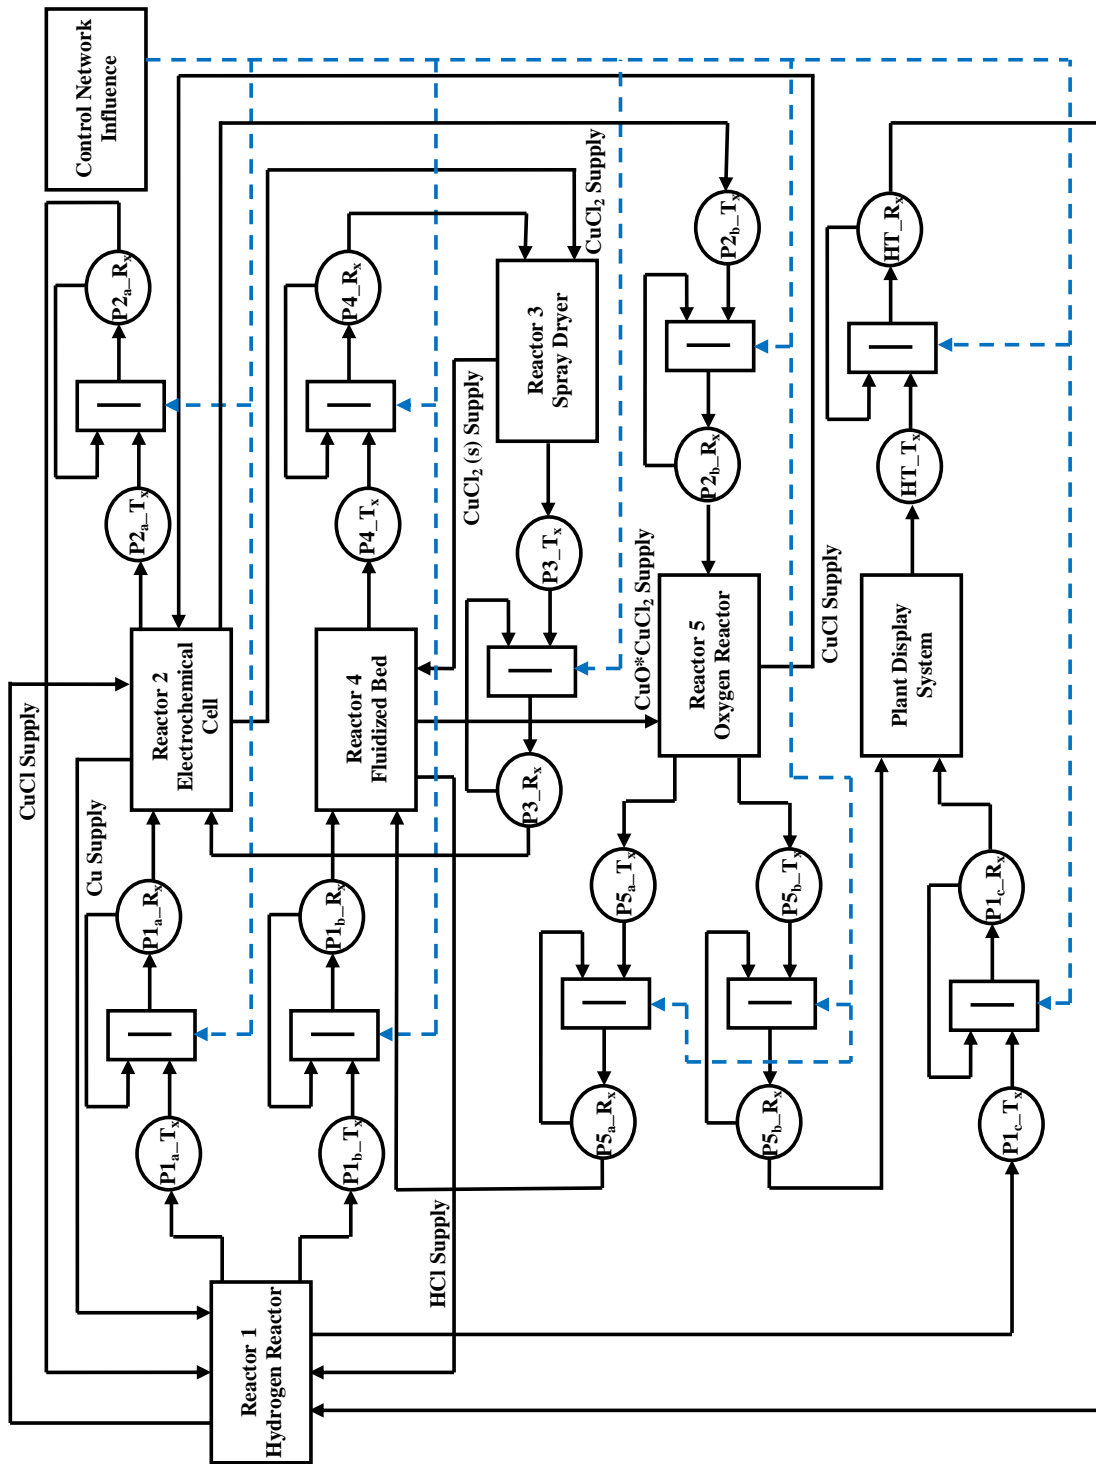 Control Network
Influence
P2a_Rx
P4_Rx
CuCl2 Supply
P2b_Tx
HT_Rx
Reactor 3
Spray Dryer
CuCl2 (s) Supply
P2a_Tx
P4_Tx
P3_Tx
P2b_Rx
HT_Tx
CuCl Supply
Reactor 2
Electrochemical
Cell
Reactor 4
Fluidized Bed
CuO*CuCl2 Supply
Reactor 5
Oxygen Reactor
CuCl Supply
Plant Display
System
Cu Supply
P3_Rx
P1a_Rx
P1b_Rx
P5a_Tx
P5b_Tx
P1c_Rx
P1a_Tx
P1b_Tx
P5a_Rx
P5b_Rx
P1c_Tx
HCl Supply
Reactor 1
Hydrogen Reactor